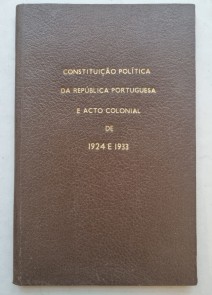 CONSTITUIÇÃO POLÍTICA
DA REPÚBLICA PORTUGUESA
E ACTO COLONIAL
DE
1924 E 1933